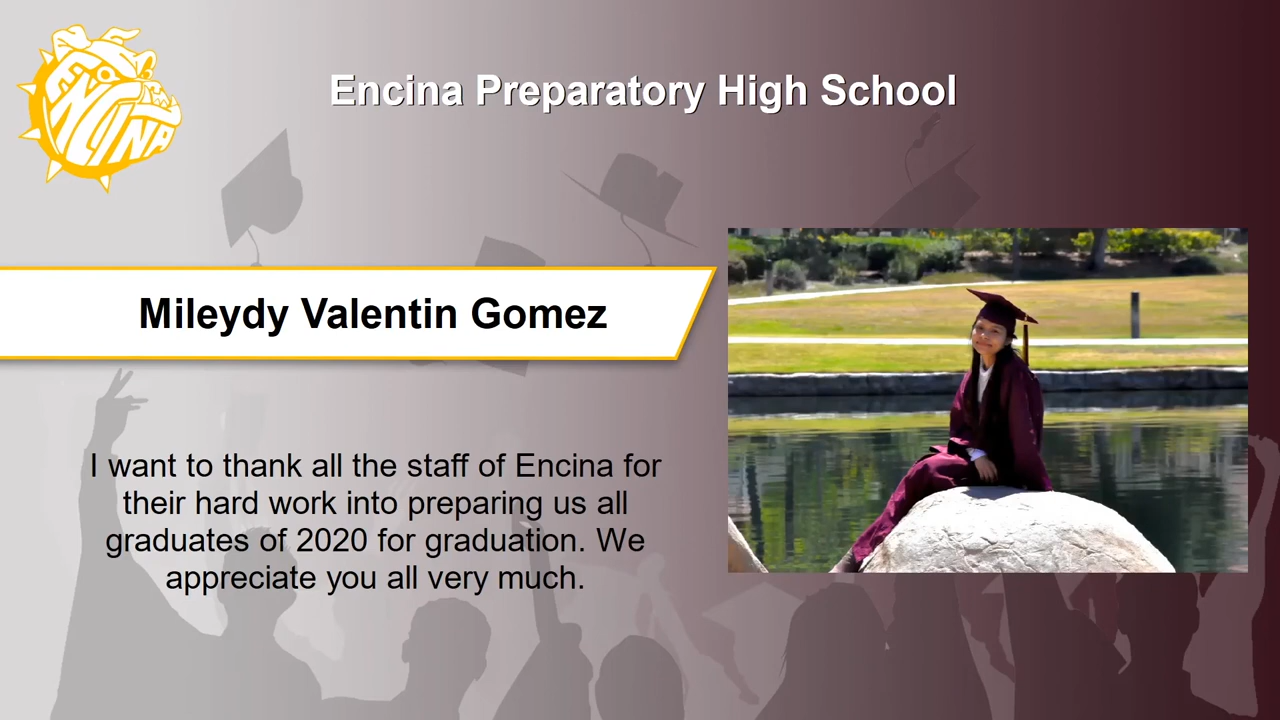 ENCINA
Encina Preparatory High School
Mileydy Valentin Gomez
I want to thank all the staff of Encina for
their hard work into preparing us all
graduates of 2020 for graduation. We
appreciate you all very much.